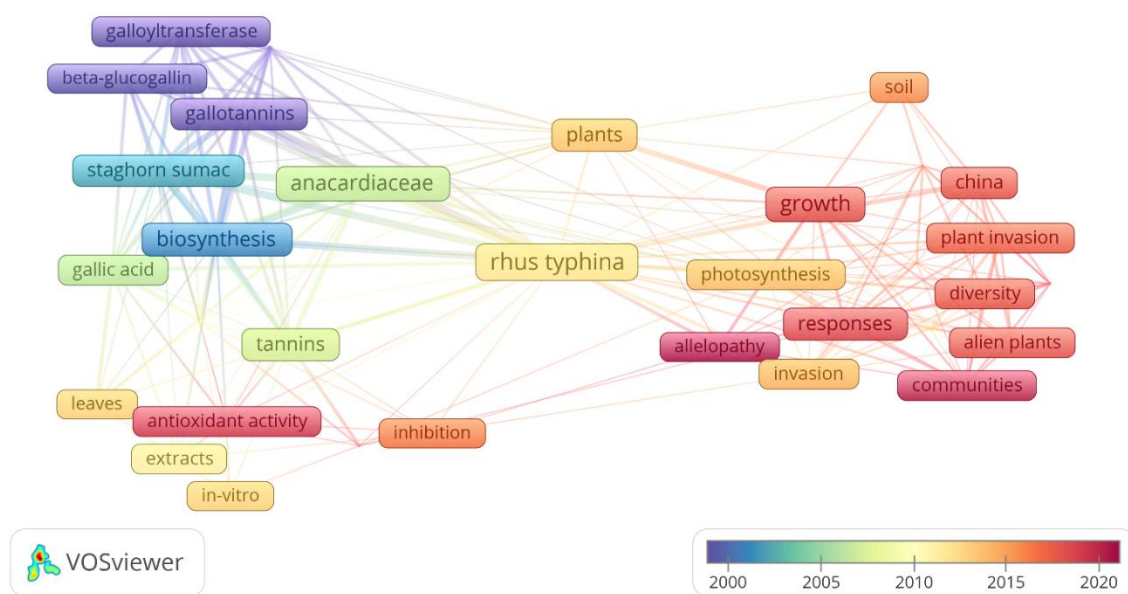 galloyltransferase
beta-glucogallin
gallotannins
soil
plants
staghorn sumac
anacardiaceae
china
growth
biosynthesis
plant invasion
gallic acid
rhus typhina
photosynthesis
diversity
responses
tannins
allelopathy
alien plants
invasion
communities
leaves
antioxidant activity
inhibition
extracts
in-vitro
VOSviewer
2000 2005 2010 2015 2020